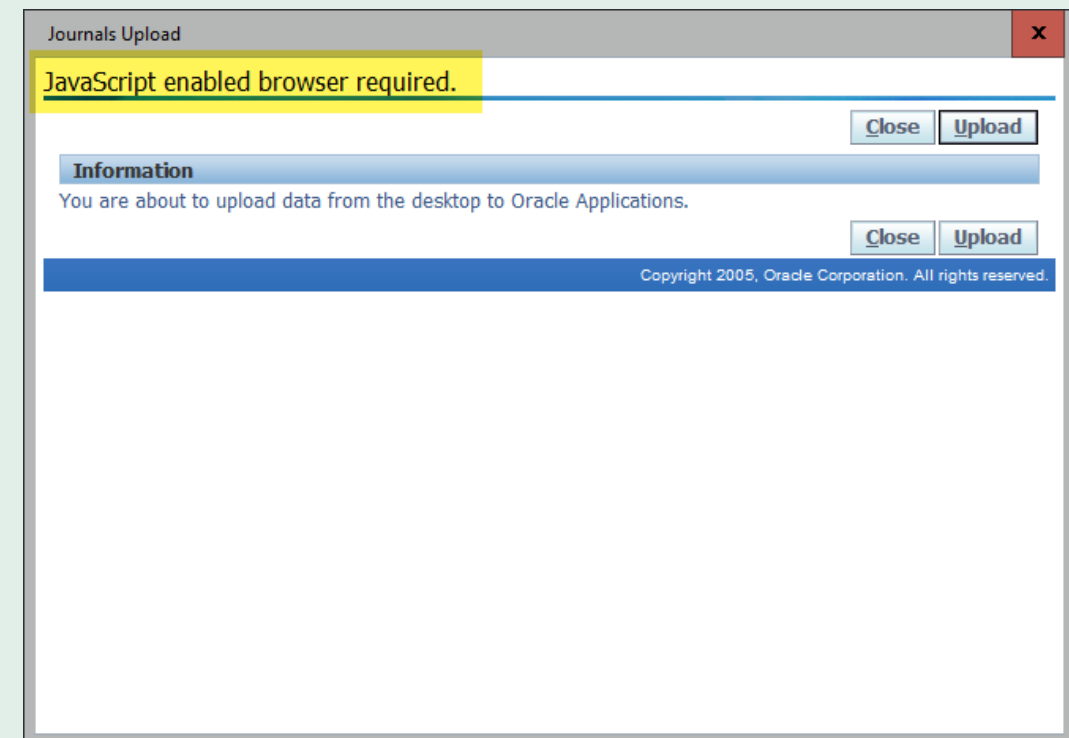 Journals Upload
x
JavaScript enabled browser required.
Close Upload
Information
You are about to upload data from the desktop to Oracle Applications.
Close Upload
Copyright 2005, Oracle Corporation. All rights reserved.